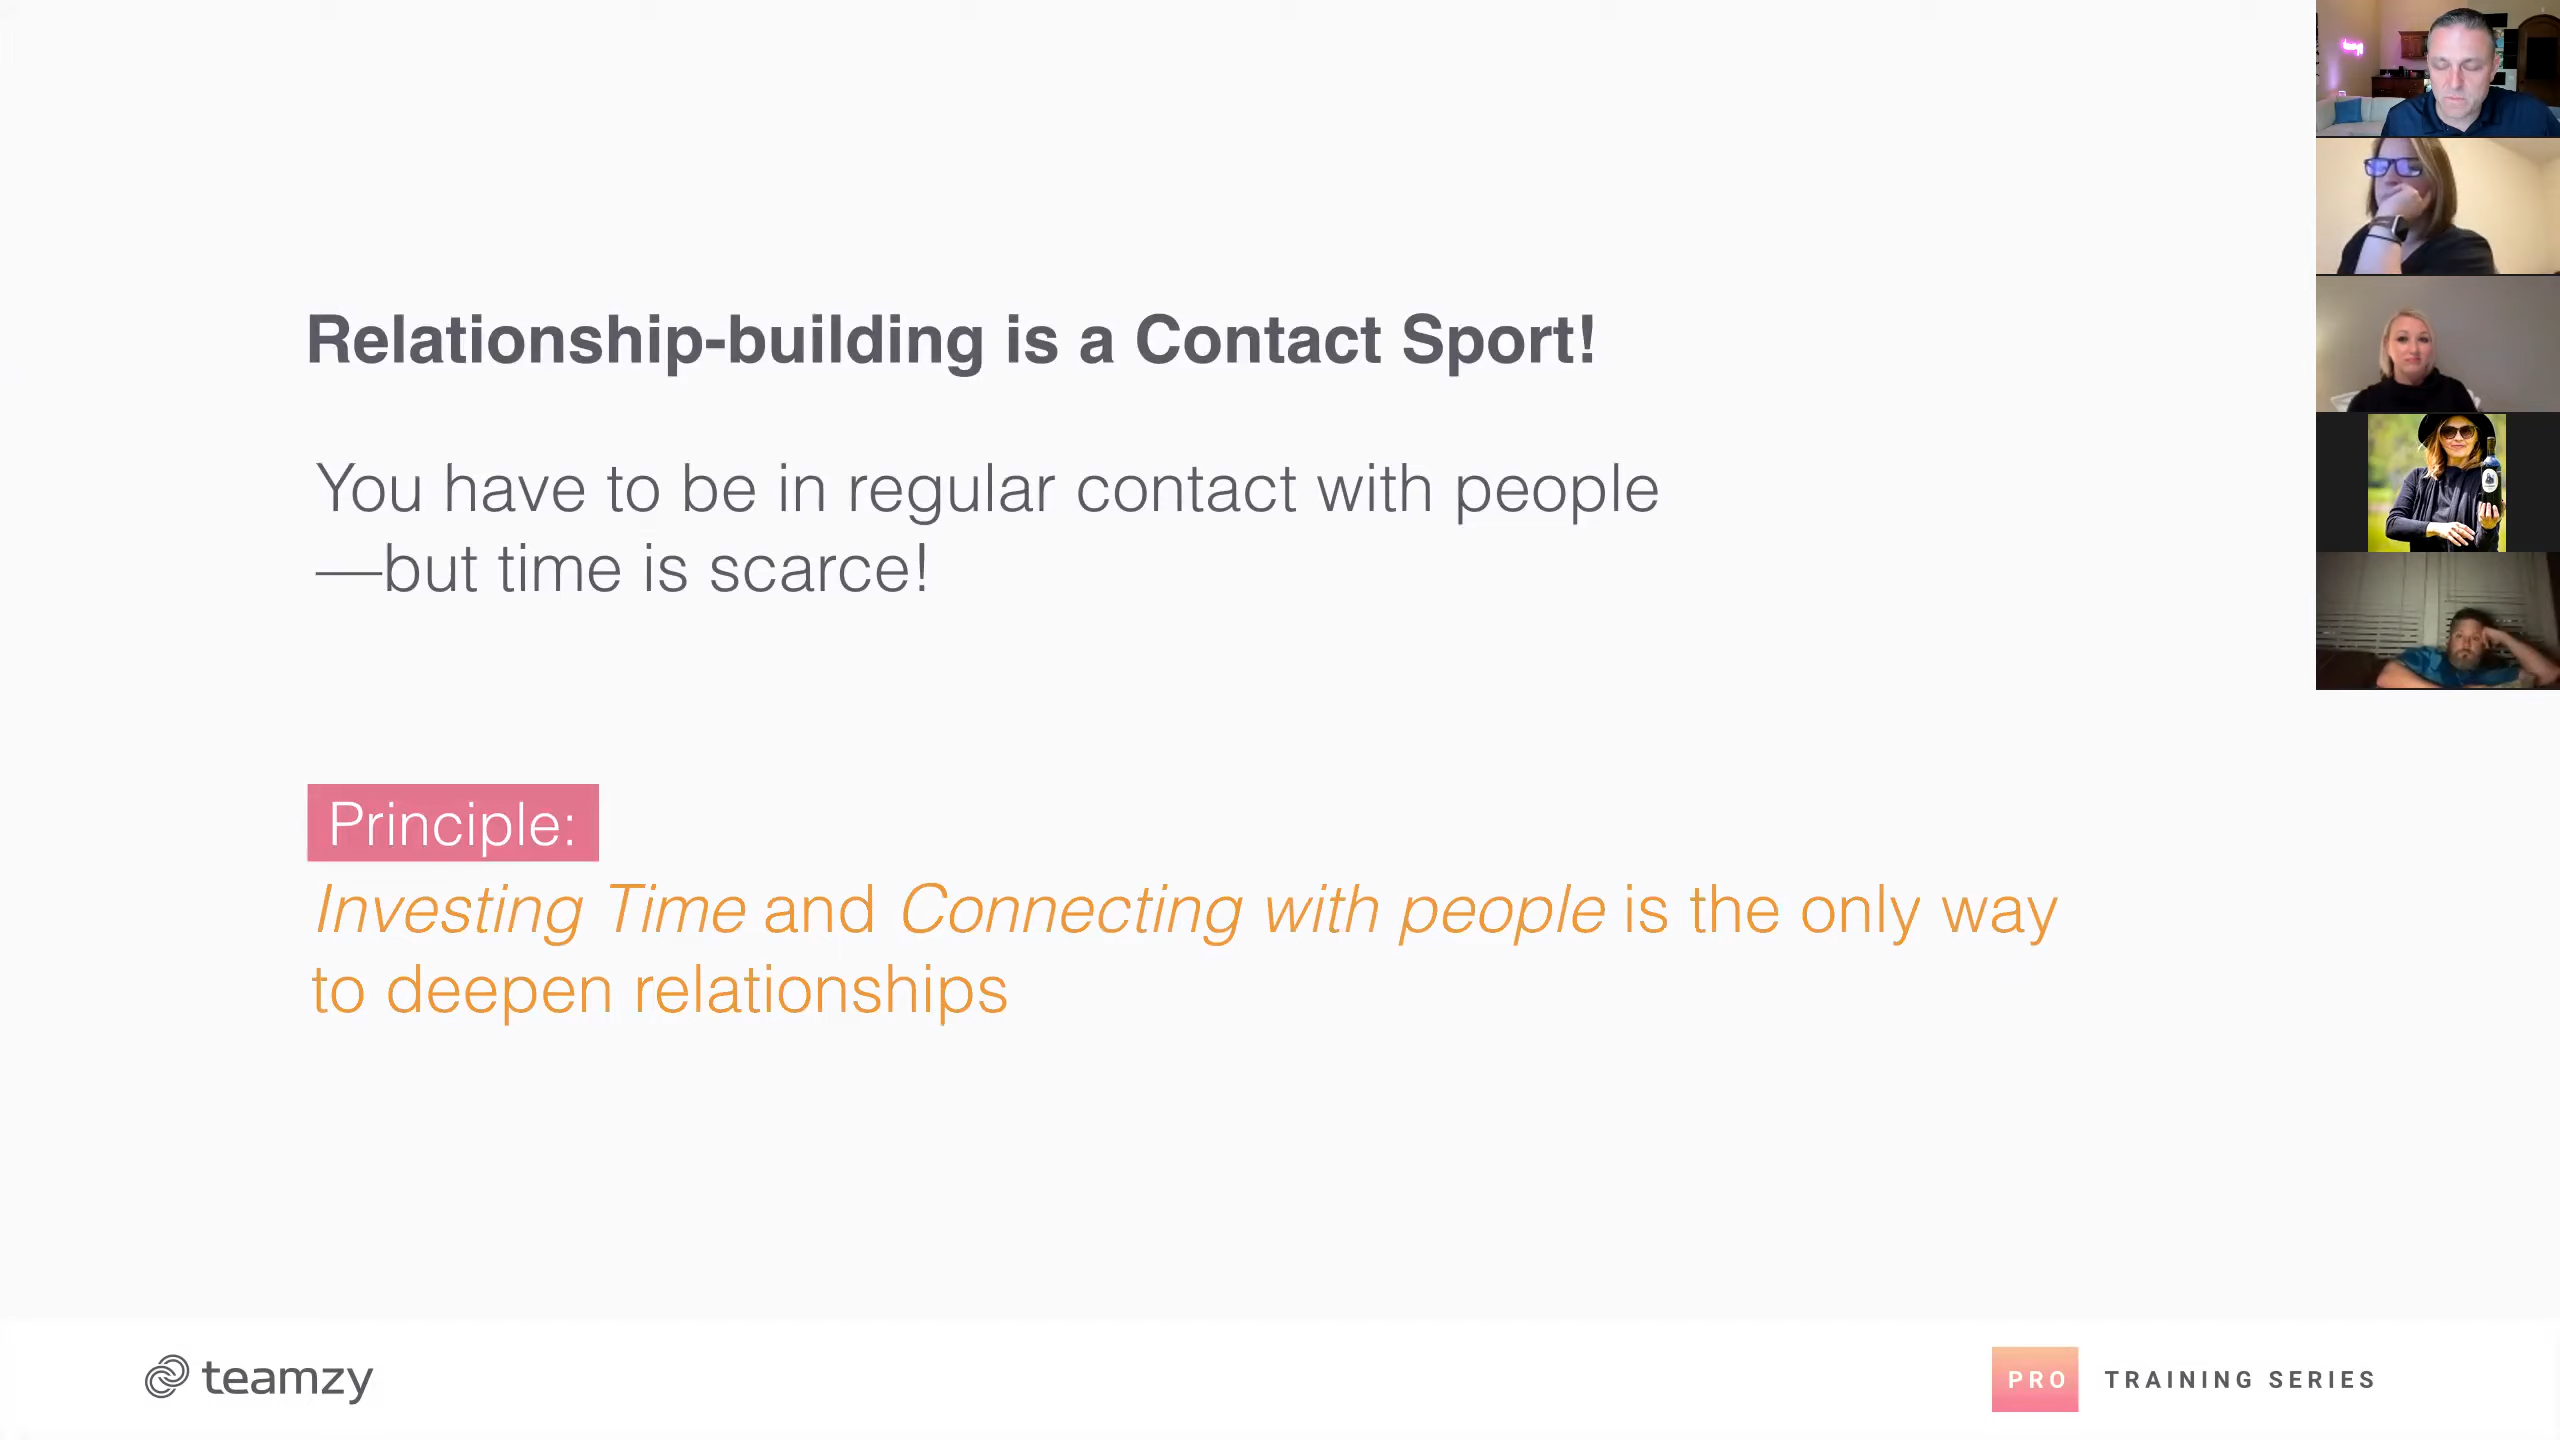 Relationship-building is a Contact Sport!
You have to be in regular contact with people
—but time is scarce!
Principle:
Investing Time and Connecting with people is the only way
to deepen relationships
teamzy
PRO TRAINING SERIES